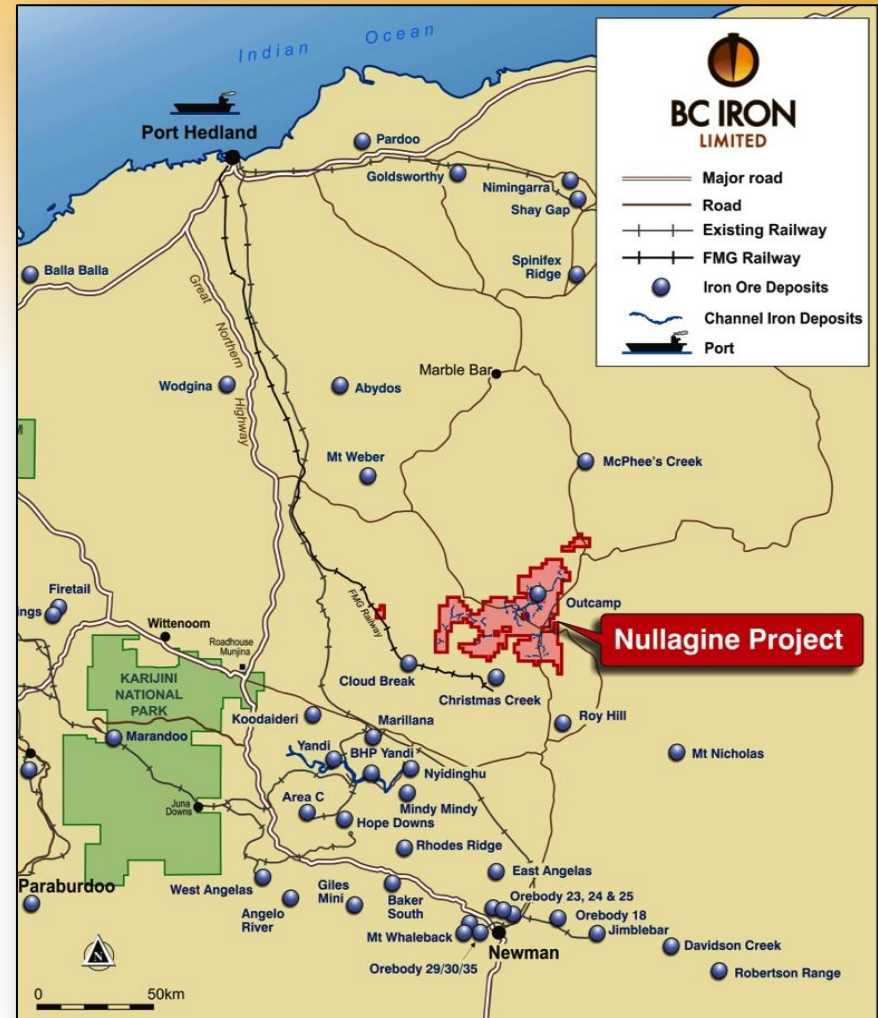 Indian Ocean
BC IRON
LIMITED
Major road
Road
Existing Railway
FMG Railway
Iron Ore Deposits
Channel Iron Deposits
Port
Port Hedland
Pardoo
Goldsworthy
Nimingarra
Shay Gap
Spinifex
Ridge
Balla Balla
Great Northern Highway
Marble Bar
Wodgina
Abydos
Mt Weber
McPhee's Creek
M
Firetail
ings
Wittenoom
Roadhouse
Munjina
FMG Railway
Outcamp
Nullagine Project
KARIJINI
NATIONAL
PARK
Cloud Break
Christmas Creek
Koodaideri
Marillana
Roy Hill
Marandoo
Yandi
BHP Yandi
Nyidinghu
Mt Nicholas
Juna
Downs
Area C
Mindy Mindy
Hope Downs
Rhodes Ridge
Paraburdoo
West Angelas
Angelo
River
Giles
Mini
Baker
South
East Angelas
Orebody 23, 24 & 25
Orebody 18
Mt Whaleback
Jimblebar
Newman
Orebody 29/30/35
Davidson Creek
Robertson Range
N
0 50km